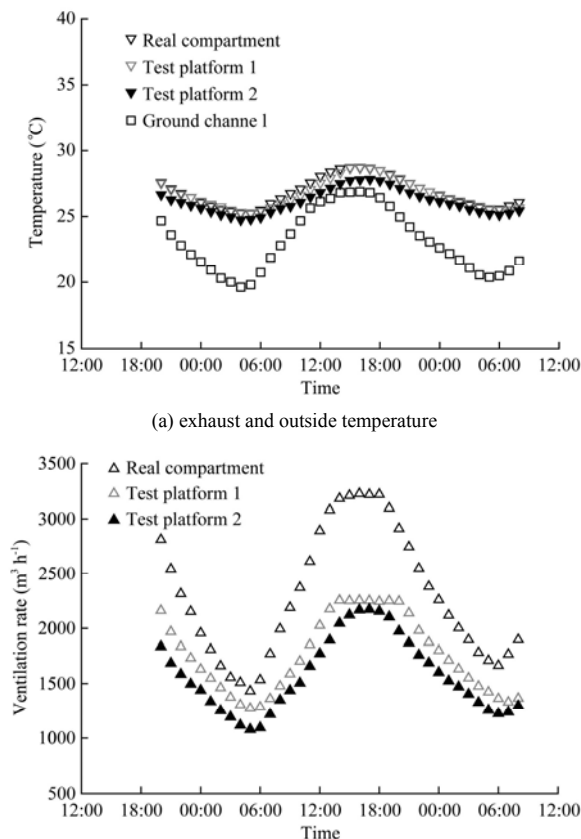 40
35
30
25
20
15
Temperature (℃)
Real compartment
Test platform 1
Test platform 2
Ground channe l
12:00 18:00 00:00 06:00 12:00 18:00 00:00 06:00 12:00
Time
(a) exhaust and outside temperature
3500
3000
2500
2000
1500
1000
500
Ventilation rate (m³ h⁻¹)
Real compartment
Test platform 1
Test platform 2
12:00 18:00 00:00 06:00 12:00 18:00 00:00 06:00 12:00
Time